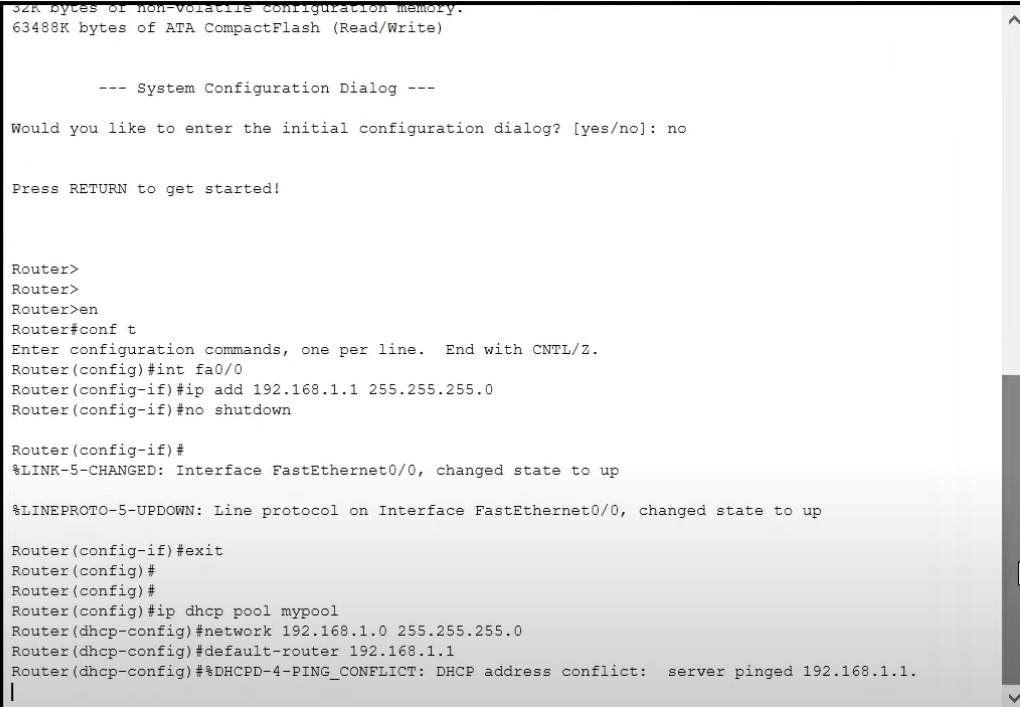 32K bytes of non-volatile configuration memory.
63488K bytes of ATA CompactFlash (Read/Write)
--- System Configuration Dialog ---
Would you like to enter the initial configuration dialog? [yes/no]: no
Press RETURN to get started!
Router>
Router>
Router>en
Router#conf t
Enter configuration commands, one per line.  End with CNTL/Z.
Router(config)#int fa0/0
Router(config-if)#ip add 192.168.1.1 255.255.255.0
Router(config-if)#no shutdown
Router(config-if)#
%LINK-5-CHANGED: Interface FastEthernet0/0, changed state to up
%LINEPROTO-5-UPDOWN: Line protocol on Interface FastEthernet0/0, changed state to up
Router(config-if)#exit
Router(config)#
Router(config)#
Router(config)#ip dhcp pool mypool
Router(dhcp-config)#network 192.168.1.0 255.255.255.0
Router(dhcp-config)#default-router 192.168.1.1
Router(dhcp-config)#%DHCPD-4-PING_CONFLICT: DHCP address conflict:  server pinged 192.168.1.1.